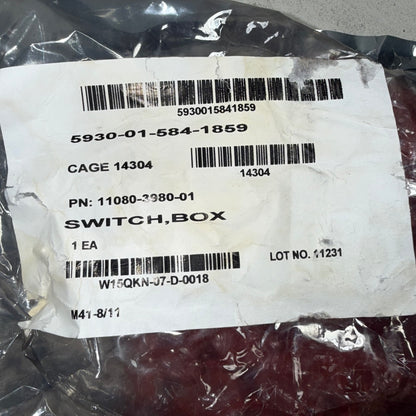 5930015841859
5930-01-584-1859
CAGE 14304
14304
PN: 11080-3980-01
SWITCH,BOX
1 EA
LOT NO. 11231
W15QKN-07-D-0018
M41-8/11